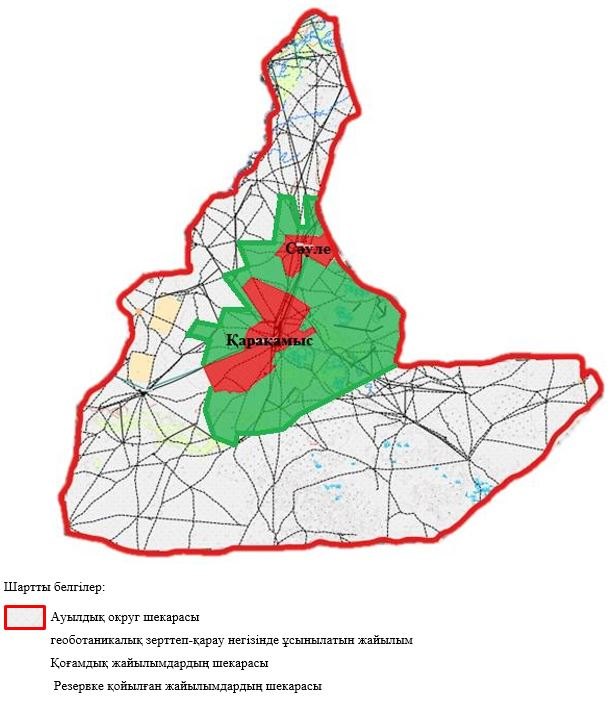 Сәуле
Қарақамыс
Шартты белгілер:
Ауылдық округ шекарасы
геоботаникалық зерттеп-қарау негізінде ұсынылатын жайылым
Қоғамдық жайылымдардың шекарасы
Резервке қойылған жайылымдардың шекарасы